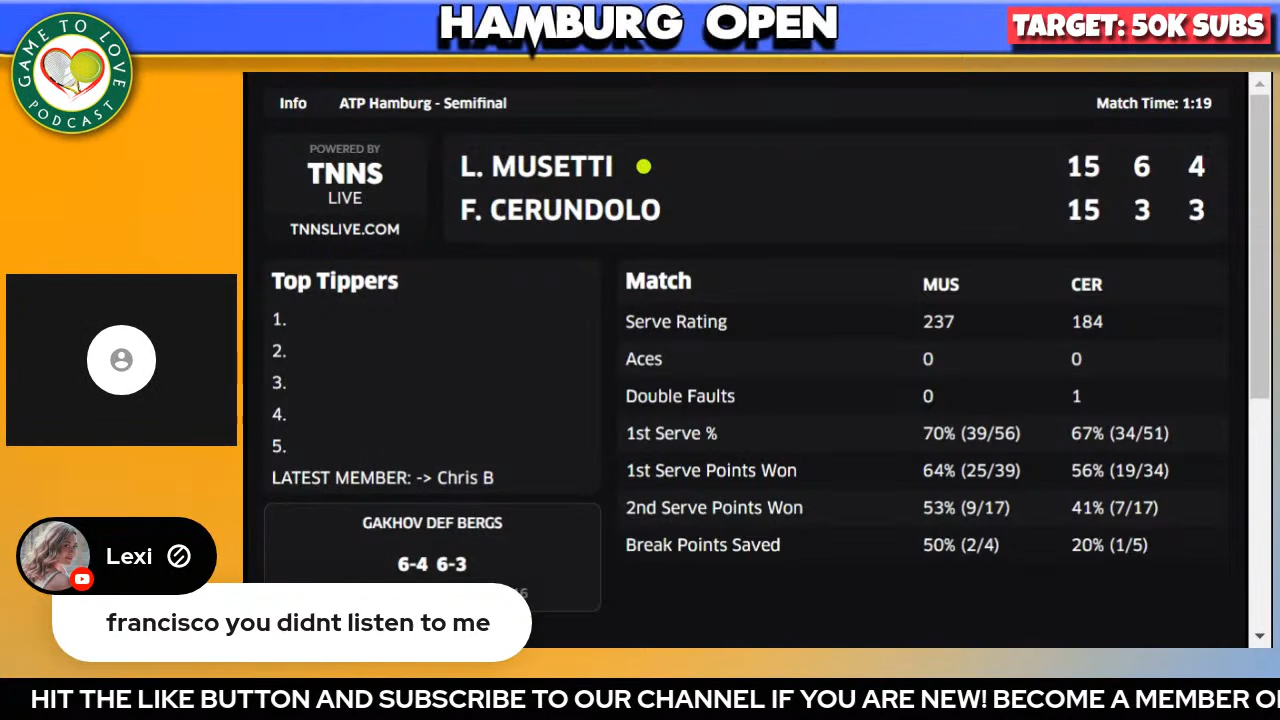 HAMBURG OPEN
TARGET: 50K SUBS
GAME TO LOVE
PODCAST
Info ATP Hamburg - Semifinal Match Time: 1:19
POWERED BY
TNNS
LIVE
TNNSLIVE.COM
L. MUSETTI 15 6 4
F. CERUNDOLO 15 3 3
Top Tippers
1.
2.
3.
4.
5.
LATEST MEMBER: -> Chris B
GAKHOV DEF BERGS
6-4 6-3
Match MUS CER
Serve Rating 237 184
Aces 0 0
Double Faults 0 1
1st Serve % 70% (39/56) 67% (34/51)
1st Serve Points Won 64% (25/39) 56% (19/34)
2nd Serve Points Won 53% (9/17) 41% (7/17)
Break Points Saved 50% (2/4) 20% (1/5)
Lexi
francisco you didnt listen to me
HIT THE LIKE BUTTON AND SUBSCRIBE TO OUR CHANNEL IF YOU ARE NEW! BECOME A MEMBER